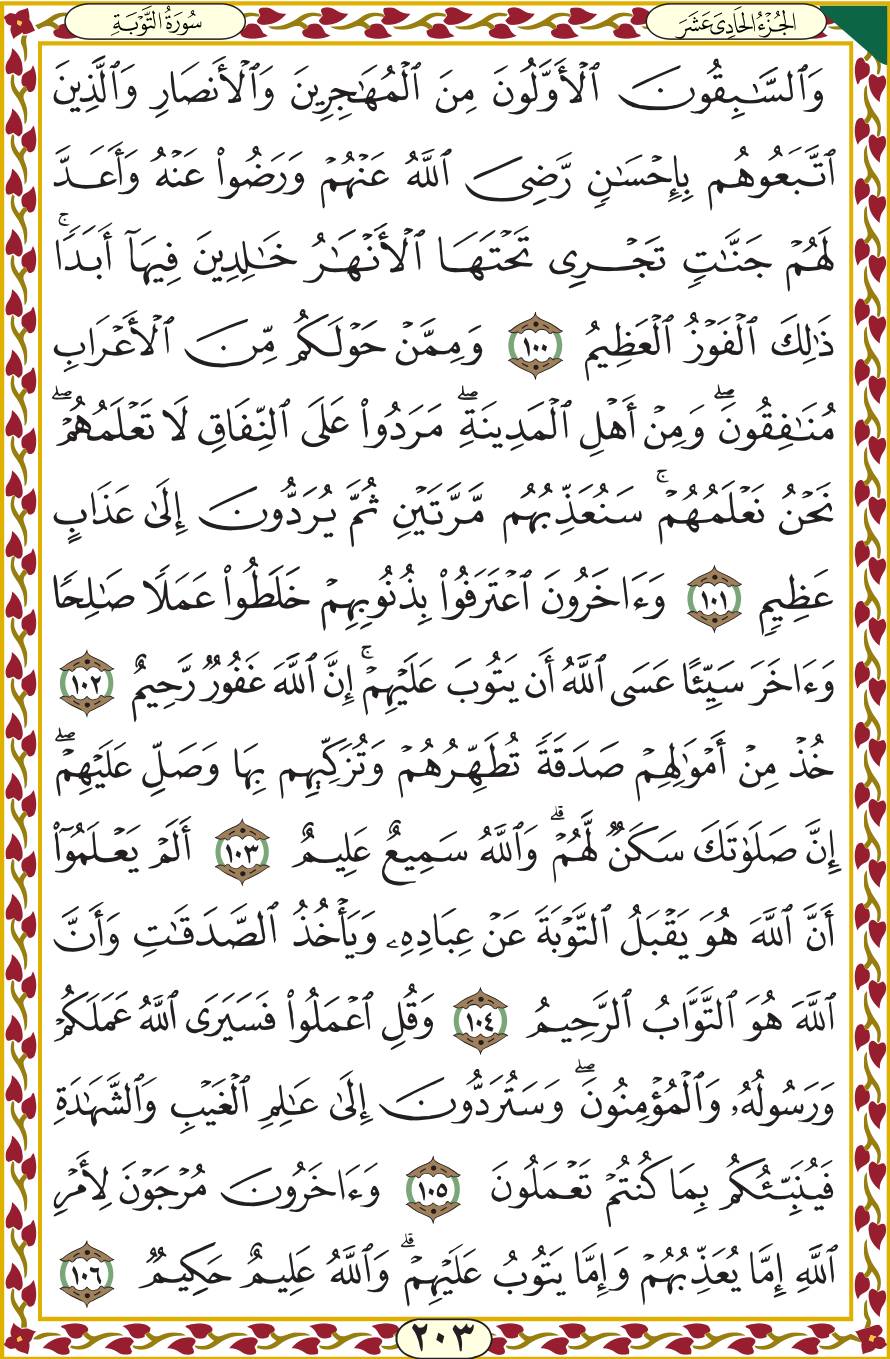 الجُزْءُ الحَادِيَ عَشَرَ
سُورَةُ التَّوْبَةِ
وَٱلسَّٰبِقُونَ ٱلْأَوَّلُونَ مِنَ ٱلْمُهَٰجِرِينَ وَٱلْأَنصَارِ وَٱلَّذِينَ
ٱتَّبَعُوهُم بِإِحْسَٰنٍ رَّضِىَ ٱللَّهُ عَنْهُمْ وَرَضُوا۟ عَنْهُ وَأَعَدَّ
لَهُمْ جَنَّٰتٍ تَجْرِى تَحْتَهَا ٱلْأَنْهَٰرُ خَٰلِدِينَ فِيهَآ أَبَدًا ۚ
ذَٰلِكَ ٱلْفَوْزُ ٱلْعَظِيمُ ١٠٠ وَمِمَّنْ حَوْلَكُم مِّنَ ٱلْأَعْرَابِ
مُنَٰفِقُونَ ۖ وَمِنْ أَهْلِ ٱلْمَدِينَةِ ۖ مَرَدُوا۟ عَلَى ٱلنِّفَاقِ لَا تَعْلَمُهُمْ ۖ
نَحْنُ نَعْلَمُهُمْ ۚ سَنُعَذِّبُهُم مَّرَّتَيْنِ ثُمَّ يُرَدُّونَ إِلَىٰ عَذَابٍ
عَظِيمٍ ١٠١ وَءَاخَرُونَ ٱعْتَرَفُوا۟ بِذُنُوبِهِمْ خَلَطُوا۟ عَمَلًا صَٰلِحًا
وَءَاخَرَ سَيِّئًا عَسَى ٱللَّهُ أَن يَتُوبَ عَلَيْهِمْ ۚ إِنَّ ٱللَّهَ غَفُورٌ رَّحِيمٌ ١٠٢
خُذْ مِنْ أَمْوَٰلِهِمْ صَدَقَةً تُطَهِّرُهُمْ وَتُزَكِّيهِم بِهَا وَصَلِّ عَلَيْهِمْ ۖ
إِنَّ صَلَوٰتَكَ سَكَنٌ لَّهُمْ ۗ وَٱللَّهُ سَمِيعٌ عَلِيمٌ ١٠٣ أَلَمْ يَعْلَمُوٓا۟
أَنَّ ٱللَّهَ هُوَ يَقْبَلُ ٱلتَّوْبَةَ عَنْ عِبَادِهِۦ وَيَأْخُذُ ٱلصَّدَقَٰتِ وَأَنَّ
ٱللَّهَ هُوَ ٱلتَّوَّابُ ٱلرَّحِيمُ ١٠٤ وَقُلِ ٱعْمَلُوا۟ فَسَيَرَى ٱللَّهُ عَمَلَكُمْ
وَرَسُولُهُۥ وَٱلْمُؤْمِنُونَ ۖ وَسَتُرَدُّونَ إِلَىٰ عَٰلِمِ ٱلْغَيْبِ وَٱلشَّهَٰدَةِ
فَيُنَبِّئُكُم بِمَا كُنتُمْ تَعْمَلُونَ ١٠٥ وَءَاخَرُونَ مُرْجَوْنَ لِأَمْرِ
ٱللَّهِ إِمَّا يُعَذِّبُهُمْ وَإِمَّا يَتُوبُ عَلَيْهِمْ ۗ وَٱللَّهُ عَلِيمٌ حَكِيمٌ ١٠٦
٢٠٣